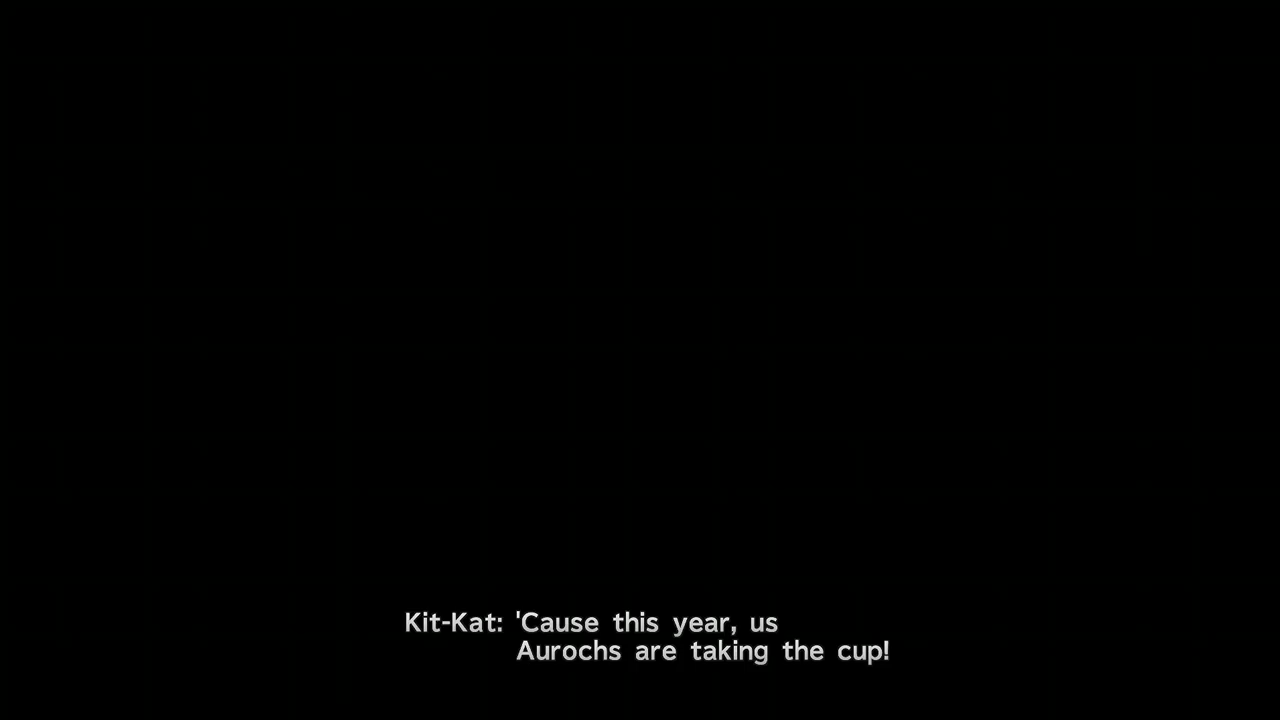 Kit-Kat: 'Cause this year, us
Aurochs are taking the cup!